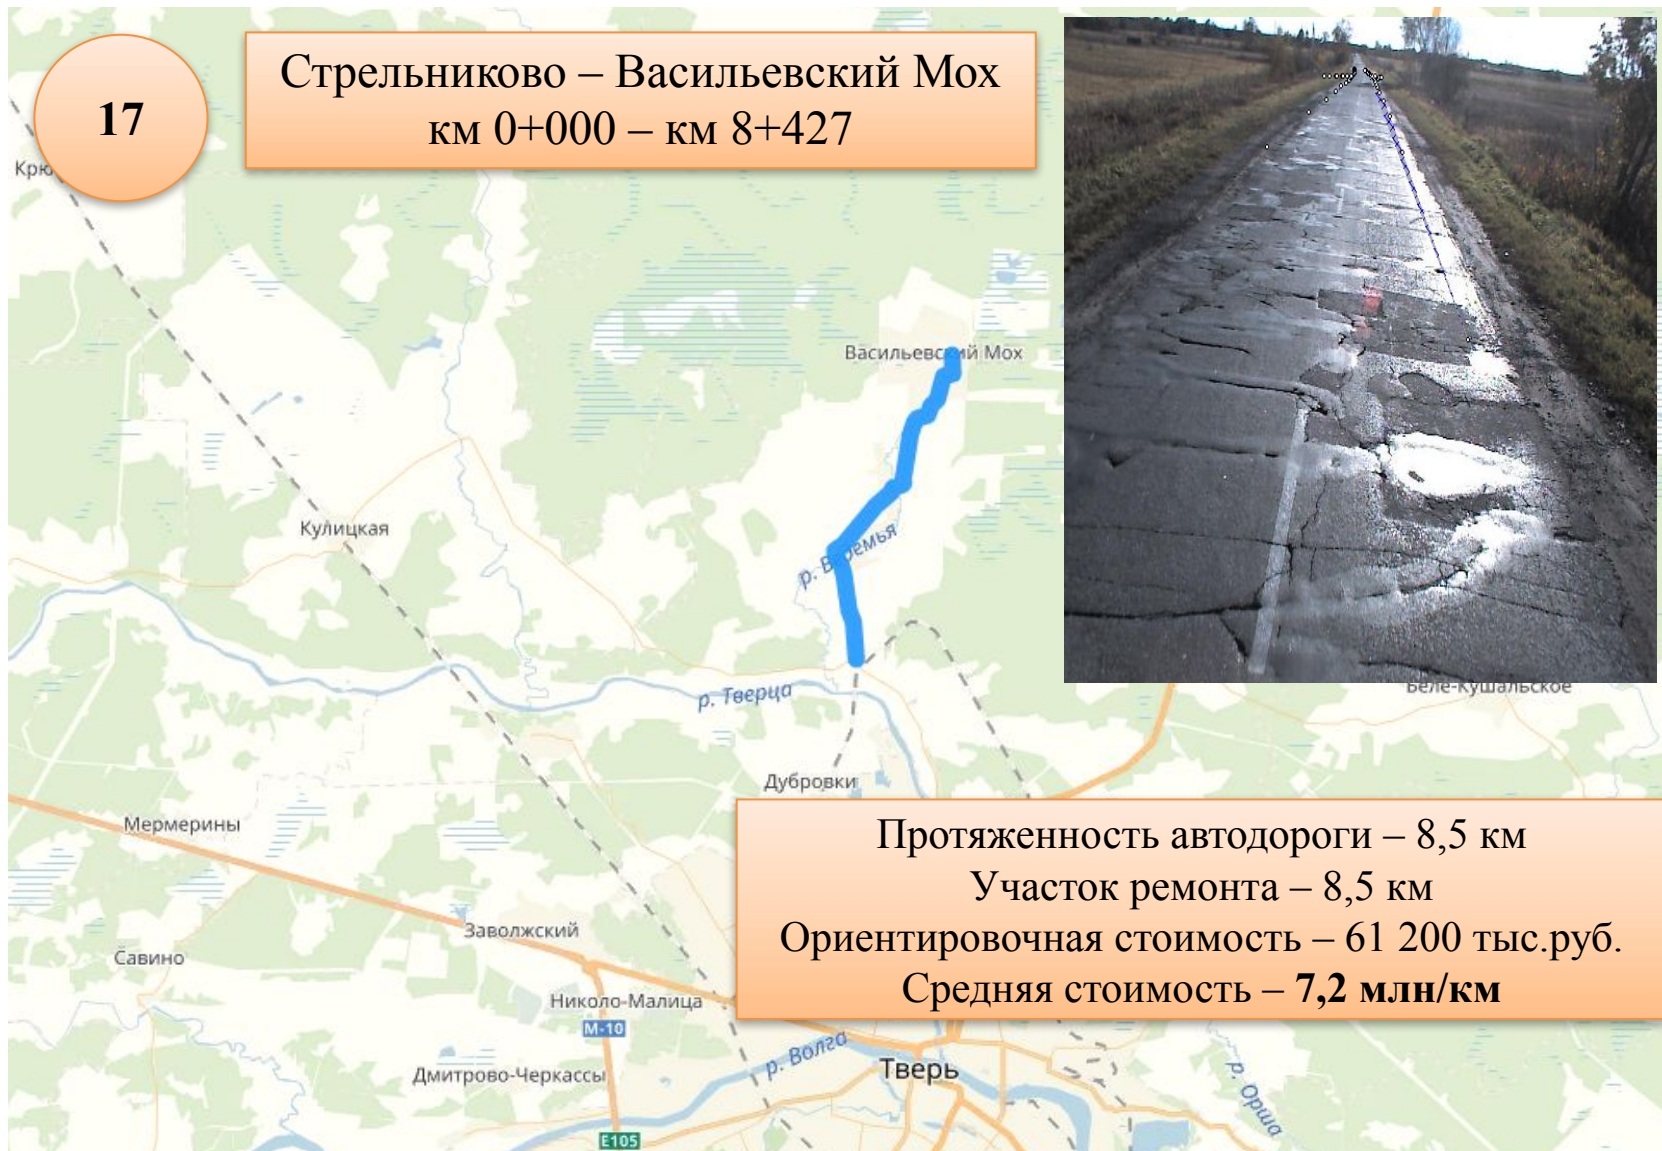 17
Стрельниково – Васильевский Мох
км 0+000 – км 8+427
Васильевский Мох
Кулицкая
р. Тверца
Дубровки
Мермерины
Протяженность автодороги – 8,5 км
Участок ремонта – 8,5 км
Ориентировочная стоимость – 61 200 тыс.руб.
Средняя стоимость – 7,2 млн/км
Заволжский
Савино
Николо-Малица
М-10
р. Волга
Тверь
Дмитрово-Черкассы
р. Орша
E105